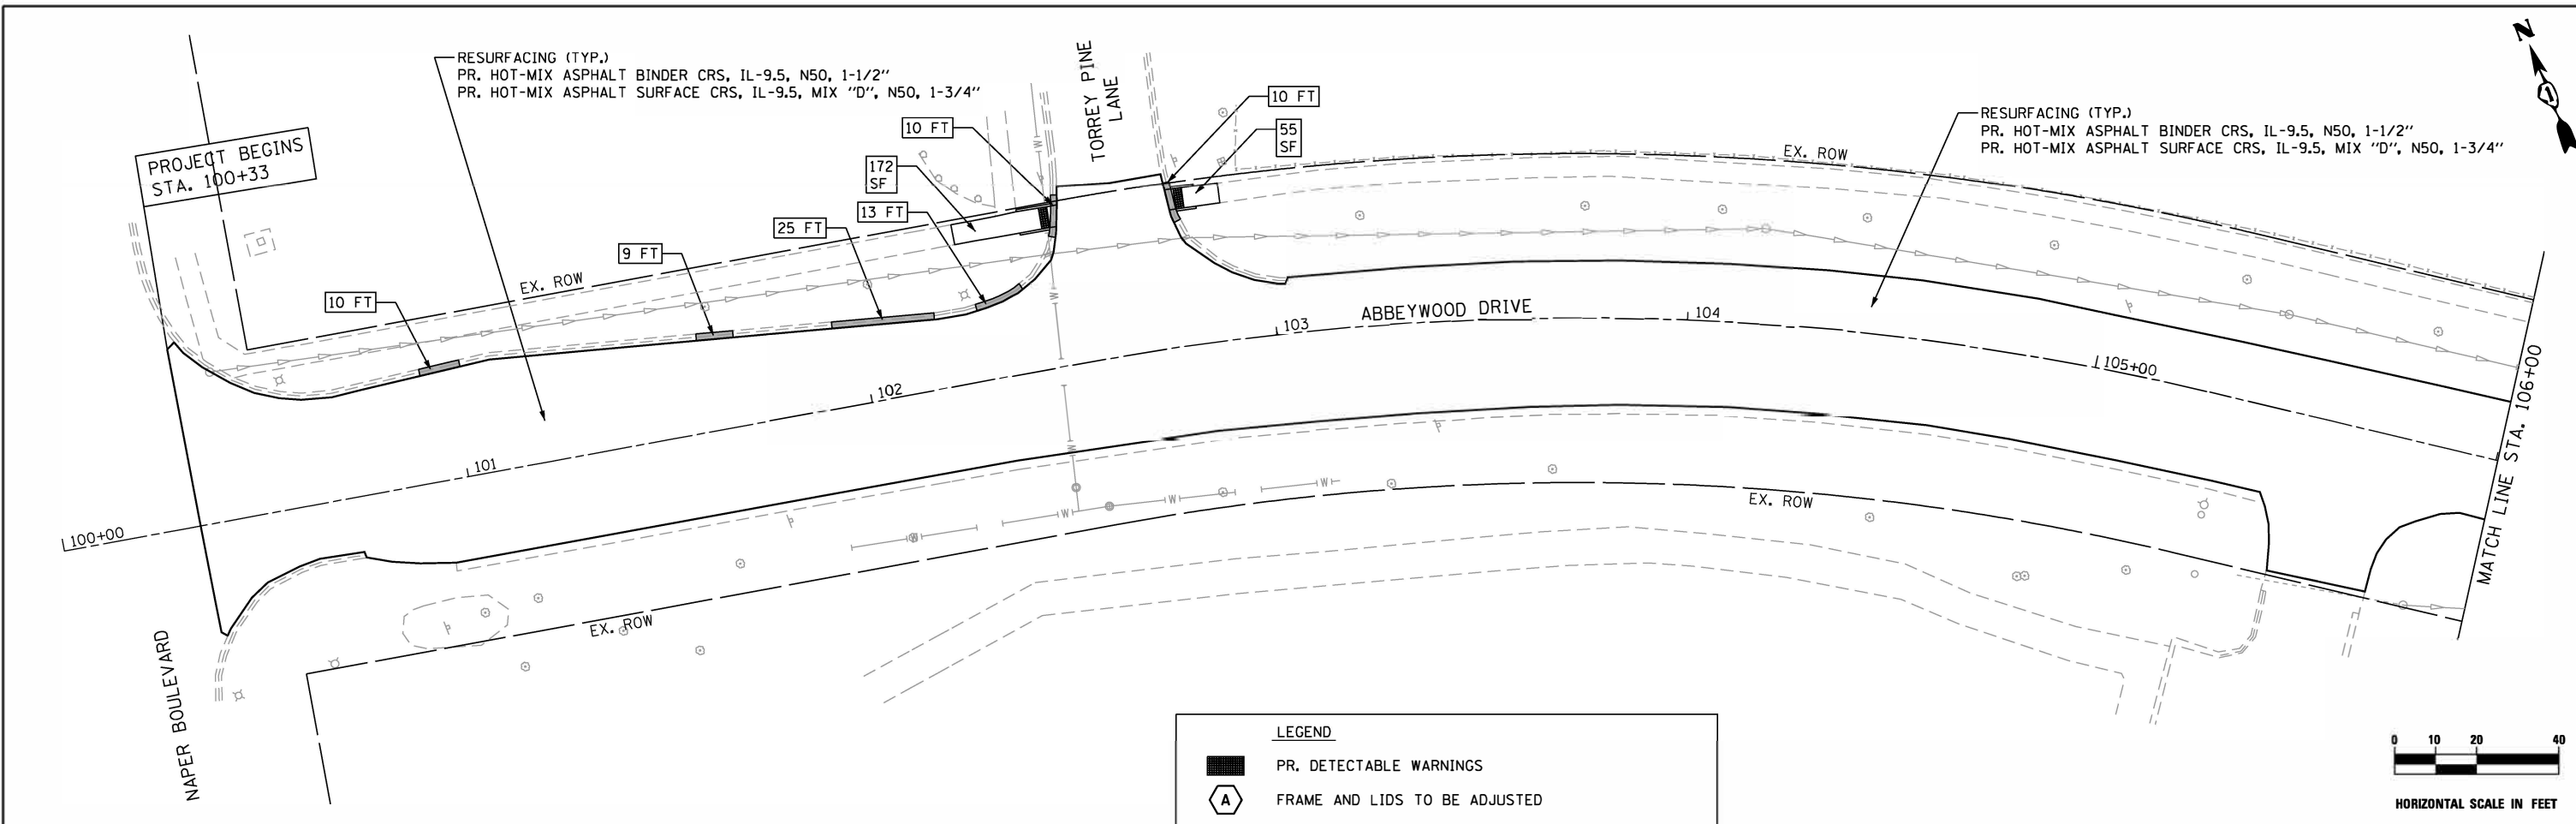 RESURFACING (TYP.)
PR. HOT-MIX ASPHALT BINDER CRS, IL-9.5, N50, 1-1/2"
PR. HOT-MIX ASPHALT SURFACE CRS, IL-9.5, MIX "D", N50, 1-3/4"
TORREY PINE
LANE
N
1
10 FT
55
SF
RESURFACING (TYP.)
PR. HOT-MIX ASPHALT BINDER CRS, IL-9.5, N50, 1-1/2"
PR. HOT-MIX ASPHALT SURFACE CRS, IL-9.5, MIX "D", N50, 1-3/4"
PROJECT BEGINS
STA. 100+33
10 FT
172
SF
13 FT
25 FT
9 FT
10 FT
EX. ROW
EX. ROW
W
W
ABBEYWOOD DRIVE
100+00
101
102
103
104
105+00
MATCH LINE STA. 106+00
W
W
W
W
W
EX. ROW
EX. ROW
NAPER BOULEVARD
LEGEND
PR. DETECTABLE WARNINGS
A FRAME AND LIDS TO BE ADJUSTED
0 10 20 40
HORIZONTAL SCALE IN FEET